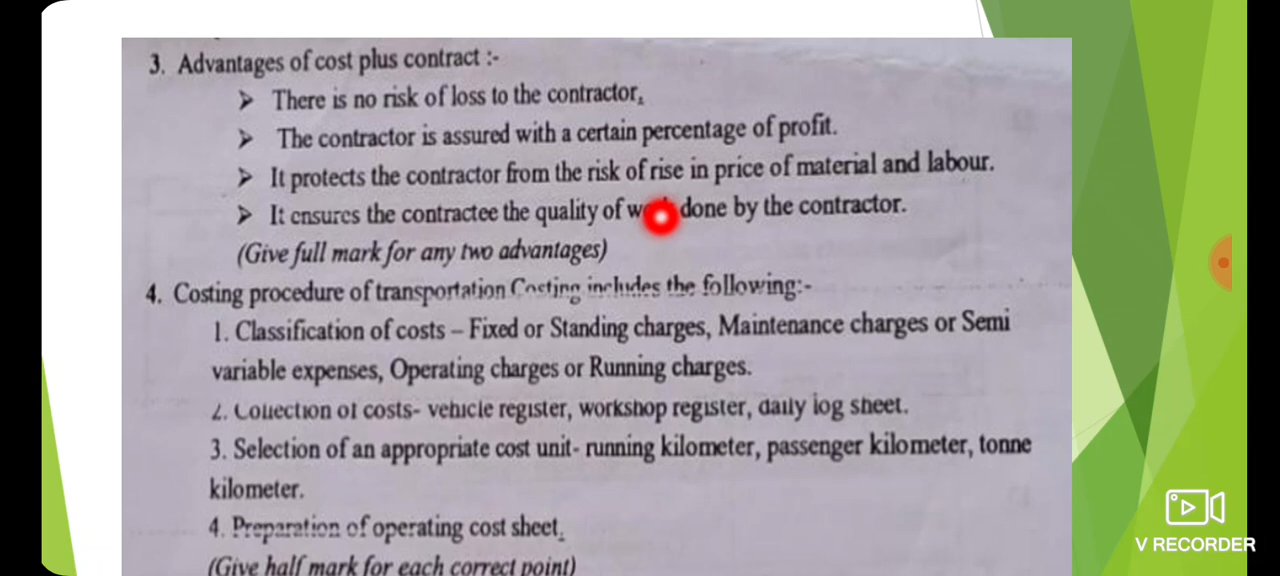 3. Advantages of cost plus contract :-
➢ There is no risk of loss to the contractor.
➢ The contractor is assured with a certain percentage of profit.
➢ It protects the contractor from the risk of rise in price of material and labour.
➢ It ensures the contractee the quality of done by the contractor.
(Give full mark for any two advantages)
4. Costing procedure of transportation Costing includes the following:-
1. Classification of costs – Fixed or Standing charges, Maintenance charges or Semi
variable expenses, Operating charges or Running charges.
2. Collection of costs- vehicle register, workshop register, daily log sheet.
3. Selection of an appropriate cost unit- running kilometer, passenger kilometer, tonne
kilometer.
4. Preparation of operating cost sheet.
(Give half mark for each correct point)
V RECORDER